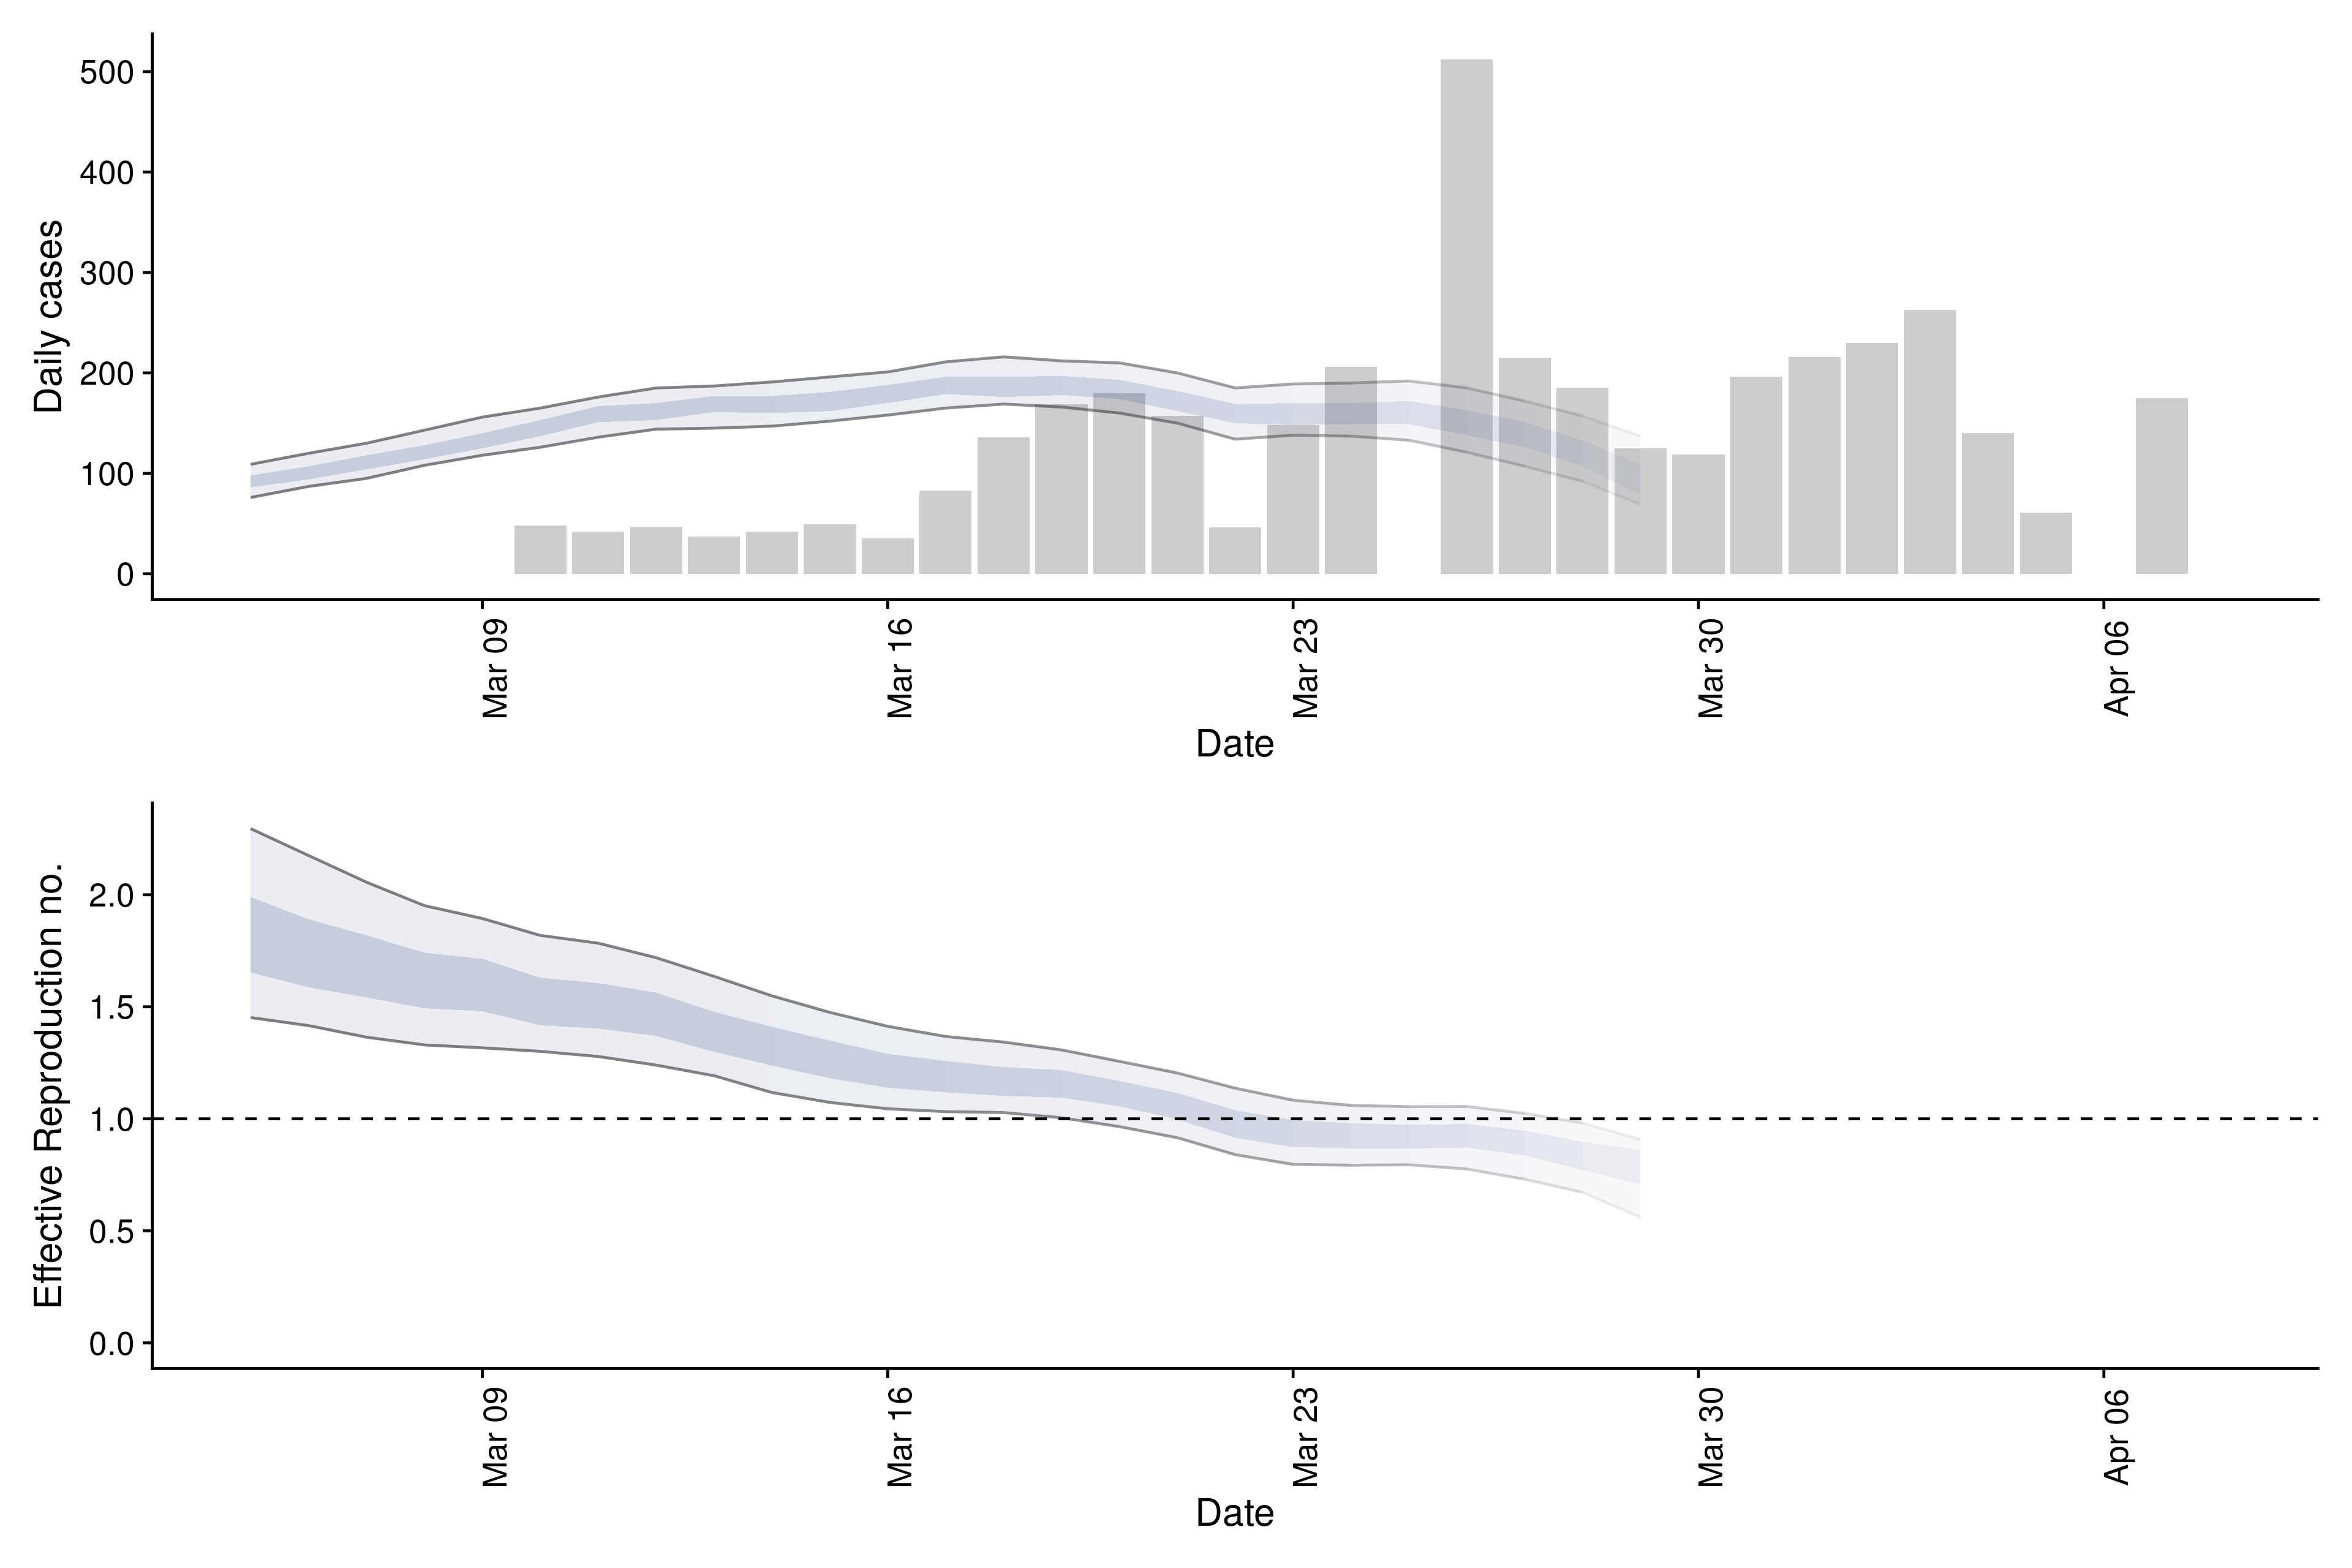 Daily cases
500
400
300
200
100
0
Mar 09
Mar 16
Mar 23
Mar 30
Apr 06
Date
Effective Reproduction no.
2.0
1.5
1.0
0.5
0.0
Mar 09
Mar 16
Mar 23
Mar 30
Apr 06
Date